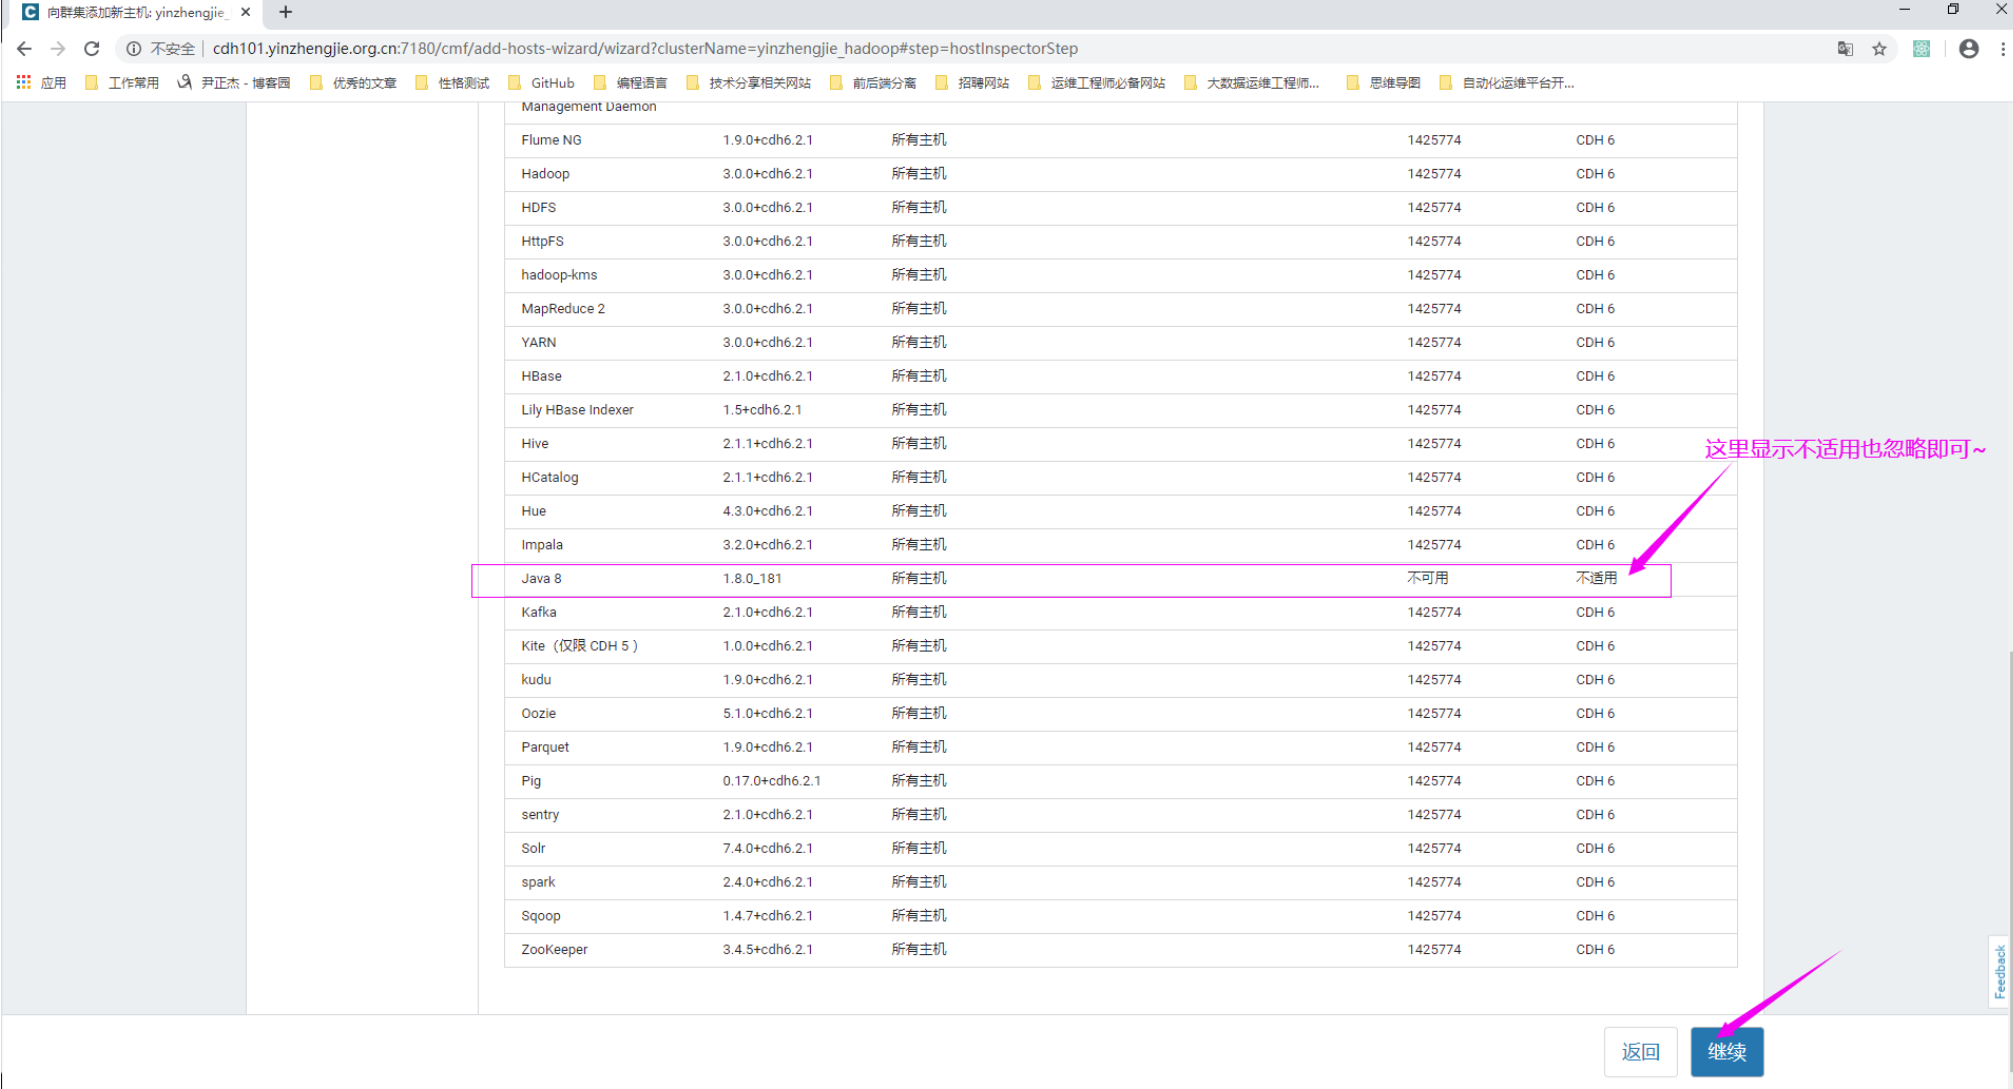 向群集添加新主机: yinzhengjie_
不安全 cdh101.yinzhengjie.org.cn:7180/cmf/add-hosts-wizard/wizard?clusterName=yinzhengjie_hadoop#step=hostInspectorStep
应用 工作常用 尹正杰 - 博客园 优秀的文章 性格测试 GitHub 编程语言 技术分享相关网站 前后端分离 招聘网站 运维工程师必备网站 大数据运维工程师... 思维导图 自动化运维平台开...
Management Daemon
Flume NG 1.9.0+cdh6.2.1 所有主机 1425774 CDH 6
Hadoop 3.0.0+cdh6.2.1 所有主机 1425774 CDH 6
HDFS 3.0.0+cdh6.2.1 所有主机 1425774 CDH 6
HttpFS 3.0.0+cdh6.2.1 所有主机 1425774 CDH 6
hadoop-kms 3.0.0+cdh6.2.1 所有主机 1425774 CDH 6
MapReduce 2 3.0.0+cdh6.2.1 所有主机 1425774 CDH 6
YARN 3.0.0+cdh6.2.1 所有主机 1425774 CDH 6
HBase 2.1.0+cdh6.2.1 所有主机 1425774 CDH 6
Lily HBase Indexer 1.5+cdh6.2.1 所有主机 1425774 CDH 6
Hive 2.1.1+cdh6.2.1 所有主机 1425774 CDH 6
这里显示不适用也忽略即可~
HCatalog 2.1.1+cdh6.2.1 所有主机 1425774 CDH 6
Hue 4.3.0+cdh6.2.1 所有主机 1425774 CDH 6
Impala 3.2.0+cdh6.2.1 所有主机 1425774 CDH 6
Java 8 1.8.0_181 所有主机 不可用 不适用
Kafka 2.1.0+cdh6.2.1 所有主机 1425774 CDH 6
Kite（仅限 CDH 5 ） 1.0.0+cdh6.2.1 所有主机 1425774 CDH 6
kudu 1.9.0+cdh6.2.1 所有主机 1425774 CDH 6
Oozie 5.1.0+cdh6.2.1 所有主机 1425774 CDH 6
Parquet 1.9.0+cdh6.2.1 所有主机 1425774 CDH 6
Pig 0.17.0+cdh6.2.1 所有主机 1425774 CDH 6
sentry 2.1.0+cdh6.2.1 所有主机 1425774 CDH 6
Solr 7.4.0+cdh6.2.1 所有主机 1425774 CDH 6
spark 2.4.0+cdh6.2.1 所有主机 1425774 CDH 6
Sqoop 1.4.7+cdh6.2.1 所有主机 1425774 CDH 6
ZooKeeper 3.4.5+cdh6.2.1 所有主机 1425774 CDH 6
Feedback
返回 继续